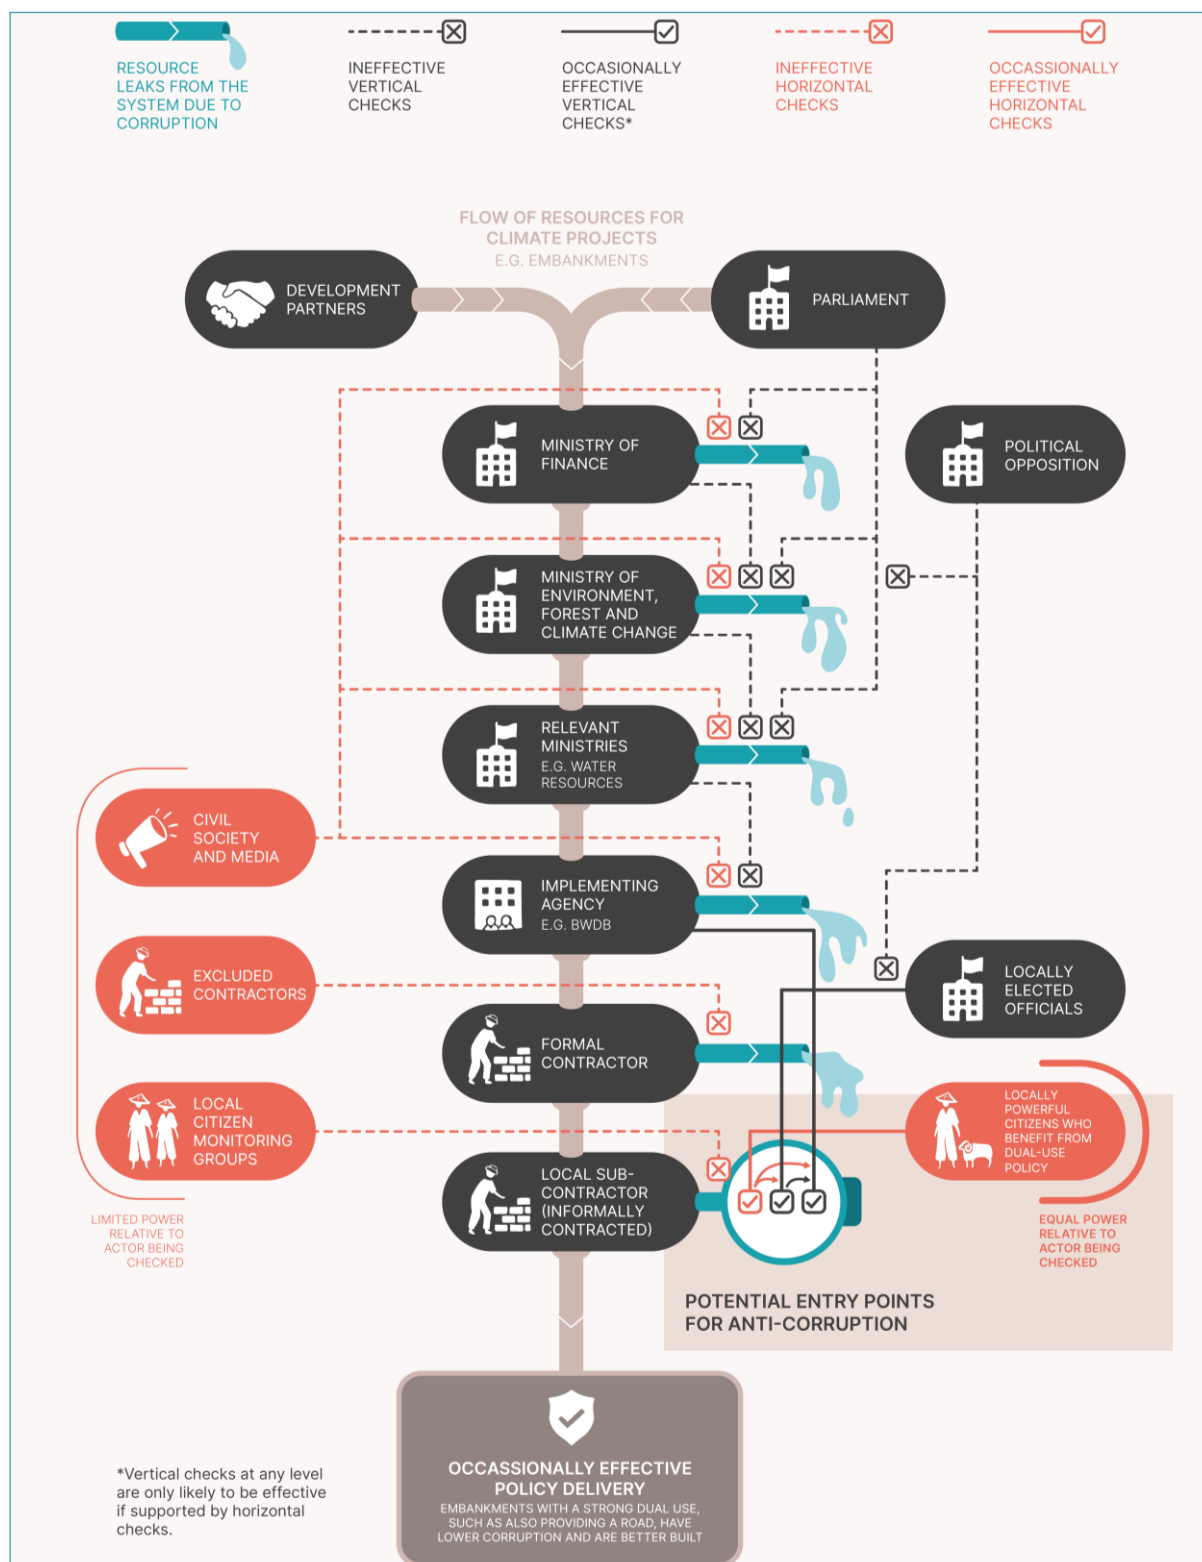 RESOURCE
LEAKS FROM THE
SYSTEM DUE TO
CORRUPTION
INEFFECTIVE
VERTICAL
CHECKS
OCCASIONALLY
EFFECTIVE
VERTICAL
CHECKS*
INEFFECTIVE
HORIZONTAL
CHECKS
OCCASSIONALLY
EFFECTIVE
HORIZONTAL
CHECKS
FLOW OF RESOURCES FOR
CLIMATE PROJECTS
E.G. EMBANKMENTS
DEVELOPMENT
PARTNERS
PARLIAMENT
MINISTRY OF
FINANCE
POLITICAL
OPPOSITION
MINISTRY OF
ENVIRONMENT,
FOREST AND
CLIMATE CHANGE
RELEVANT
MINISTRIES
E.G. WATER
RESOURCES
CIVIL
SOCIETY
AND MEDIA
IMPLEMENTING
AGENCY
E.G. BWDB
EXCLUDED
CONTRACTORS
LOCALLY
ELECTED
OFFICIALS
FORMAL
CONTRACTOR
LOCAL
CITIZEN
MONITORING
GROUPS
LOCALLY
POWERFUL
CITIZENS WHO
BENEFIT FROM
DUAL-USE
POLICY
LOCAL SUB-
CONTRACTOR
(INFORMALLY
CONTRACTED)
LIMITED POWER
RELATIVE TO
ACTOR BEING
CHECKED
EQUAL POWER
RELATIVE TO
ACTOR BEING
CHECKED
POTENTIAL ENTRY POINTS
FOR ANTI-CORRUPTION
OCCASSIONALLY EFFECTIVE
POLICY DELIVERY
EMBANKMENTS WITH A STRONG DUAL USE,
SUCH AS ALSO PROVIDING A ROAD, HAVE
LOWER CORRUPTION AND ARE BETTER BUILT
*Vertical checks at any level
are only likely to be effective
if supported by horizontal
checks.